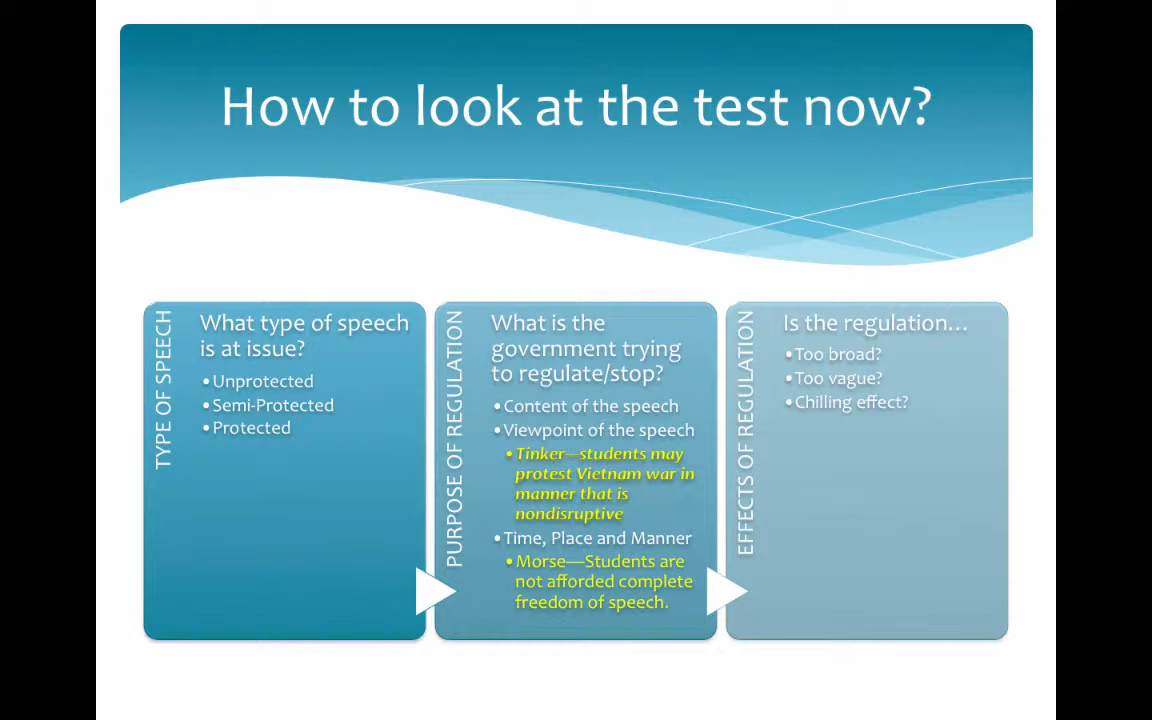 How to look at the test now?
TYPE OF SPEECH
What type of speech
is at issue?
•Unprotected
•Semi-Protected
•Protected
PURPOSE OF REGULATION
What is the
government trying
to regulate/stop?
•Content of the speech
•Viewpoint of the speech
•Tinker—students may
protest Vietnam war in
manner that is
nondisruptive
•Time, Place and Manner
•Morse—Students are
not afforded complete
freedom of speech.
EFFECTS OF REGULATION
Is the regulation…
•Too broad?
•Too vague?
•Chilling effect?